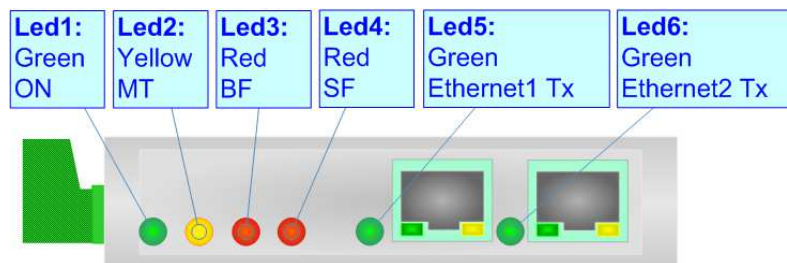 Led1:
Green
ON
Led2:
Yellow
MT
Led3:
Red
BF
Led4:
Red
SF
Led5:
Green
Ethernet1 Tx
Led6:
Green
Ethernet2 Tx